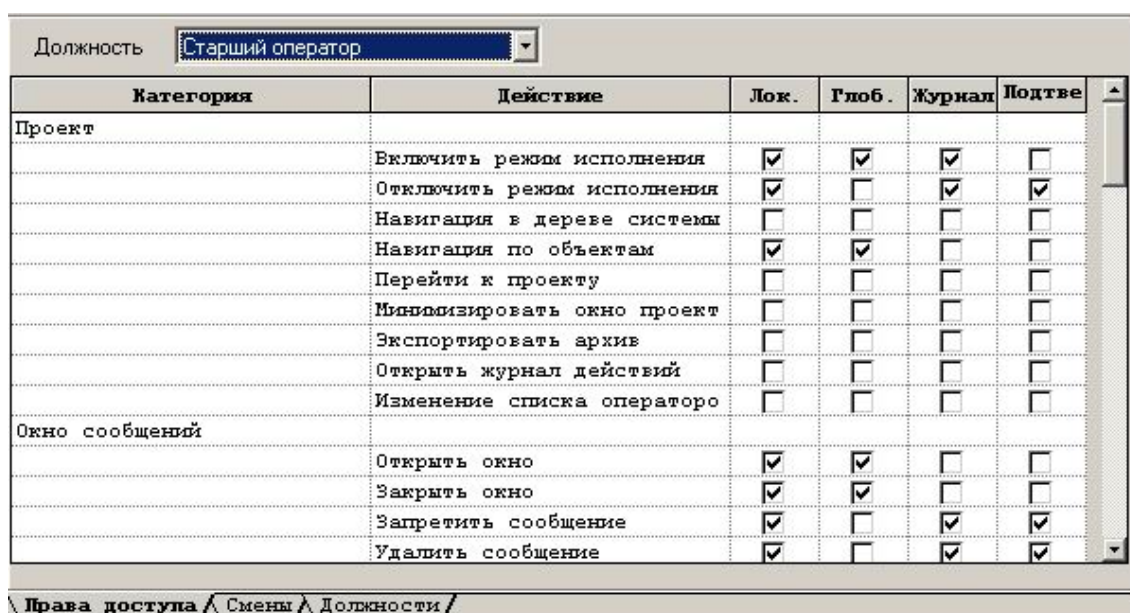 Должность Старший оператор
Категория Действие Лок. Глоб. Журнал Подтве
Проект
Включить режим исполнения
Отключить режим исполнения
Навигация в дереве системы
Навигация по объектам
Перейти к проекту
Минимизировать окно проект
Экспортировать архив
Открыть журнал действий
Изменение списка операторо
Окно сообщений
Открыть окно
Закрыть окно
Запретить сообщение
Удалить сообщение
Права доступа Смены Должности